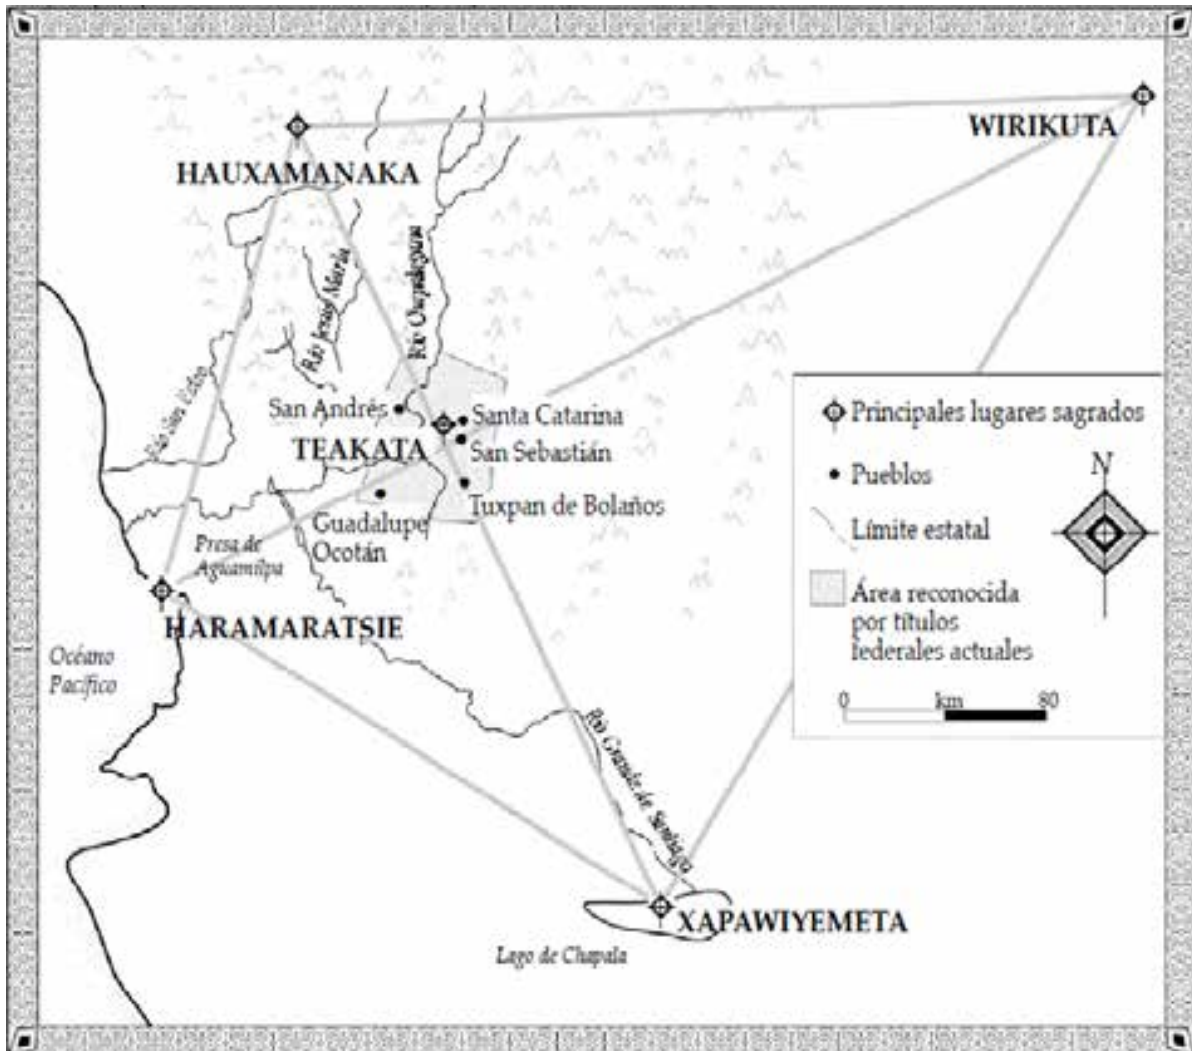 WIRIKUTA
HAUXAMANAKA
Río Jesús María
San Andrés
Santa Catarina
TEAKATA
San Sebastián
Tuxpan de Bolaños
Guadalupe
Ocotán
Presa de
Aguamilpa
HARAMARATSIE
Océano
Pacífico
Río Grande de Santiago
XAPAWIYEMETA
Lago de Chapala
Principales lugares sagrados
Pueblos
Límite estatal
Área reconocida
por títulos
federales actuales
N
0 km 80